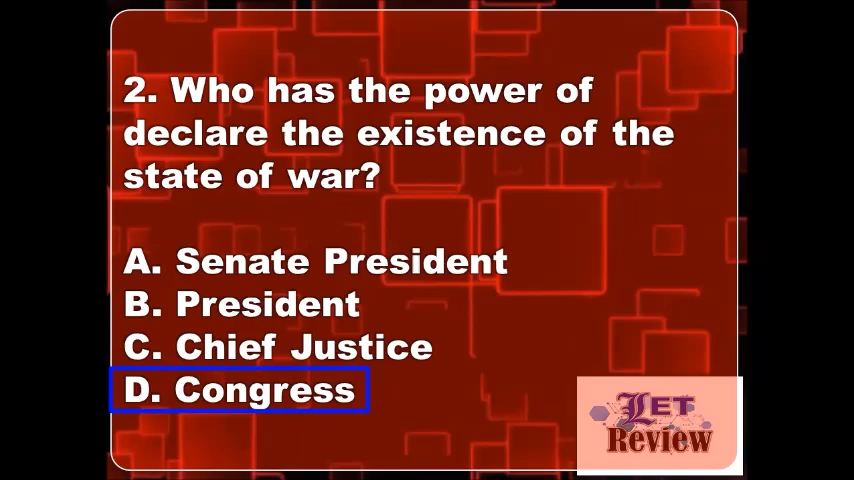 2. Who has the power of
declare the existence of the
state of war?
A. Senate President
B. President
C. Chief Justice
D. Congress
LET
Review